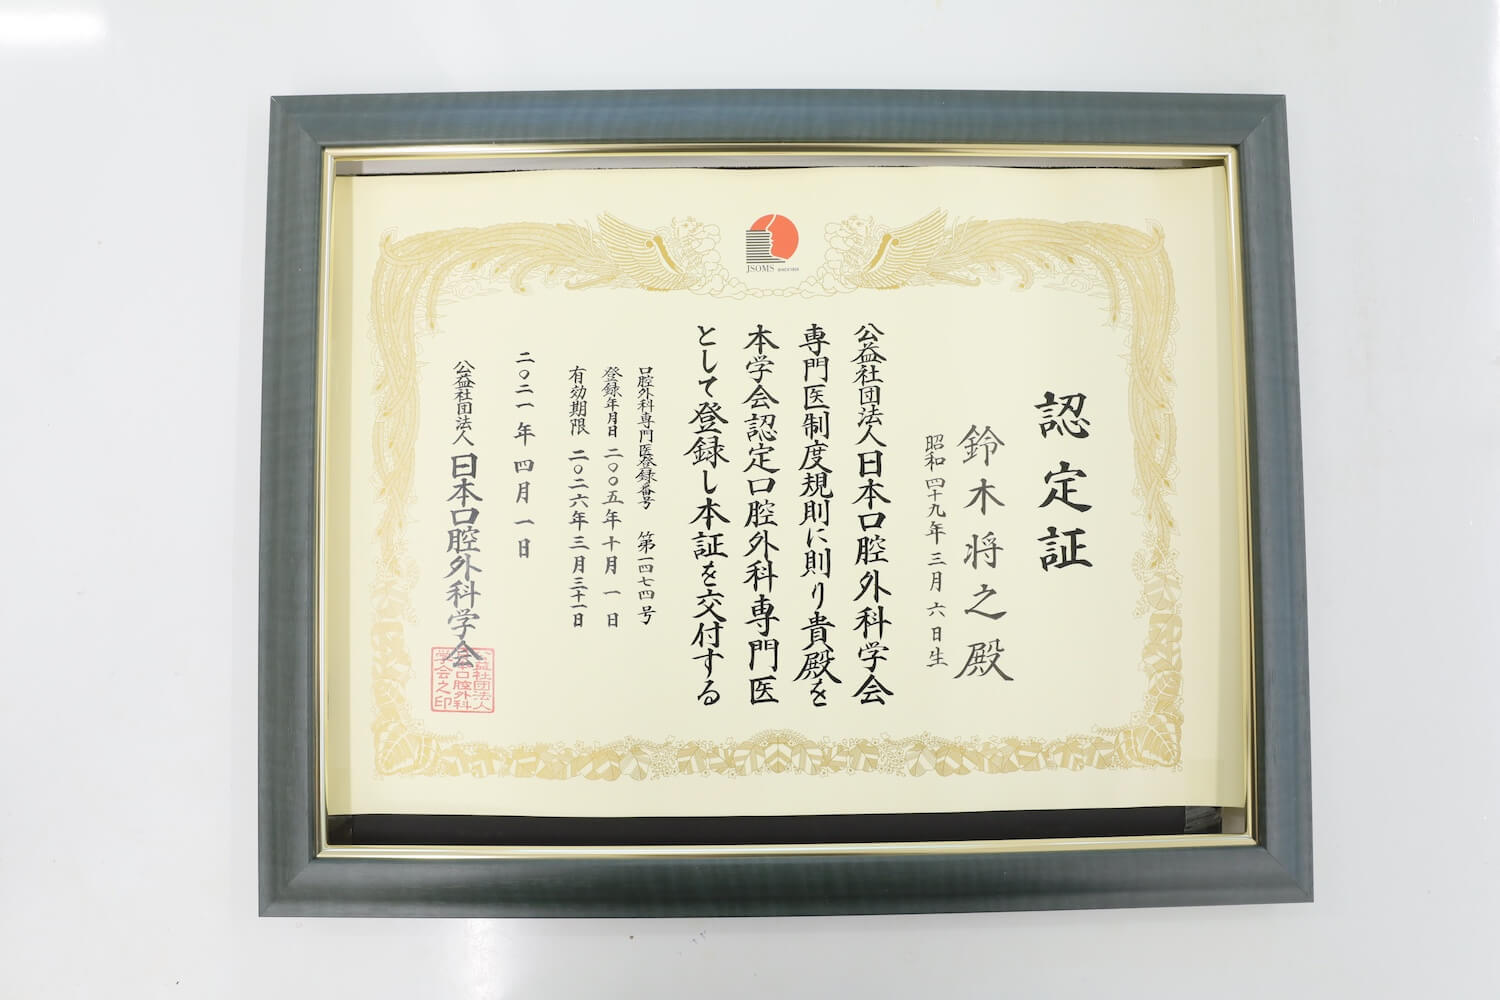 JSOMS SINCE 1933
認定証
鈴木将之殿
昭和四十九年三月六日生
公益社団法人日本口腔外科学会
専門医制度規則に則り貴殿を
本学会認定口腔外科専門医
として登録し本証を交付する
口腔外科専門医登録番号 第一四七四号
登録年月日 二〇〇五年十月一日
有効期限 二〇二六年三月三十一日
二〇二一年四月一日
公益社団法人 日本口腔外科学会
公益社団法人
日本口腔外科
学会之印